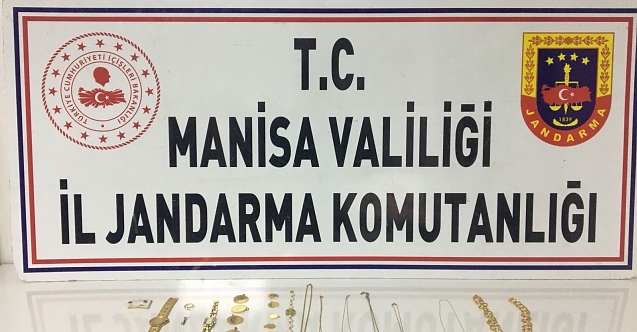 T.C.
MANİSA VALİLİĞİ
İL JANDARMA KOMUTANLIĞI
TÜRKİYE CUMHURİYETİ İÇİŞLERİ BAKANLIĞI
1839
JANDARMA